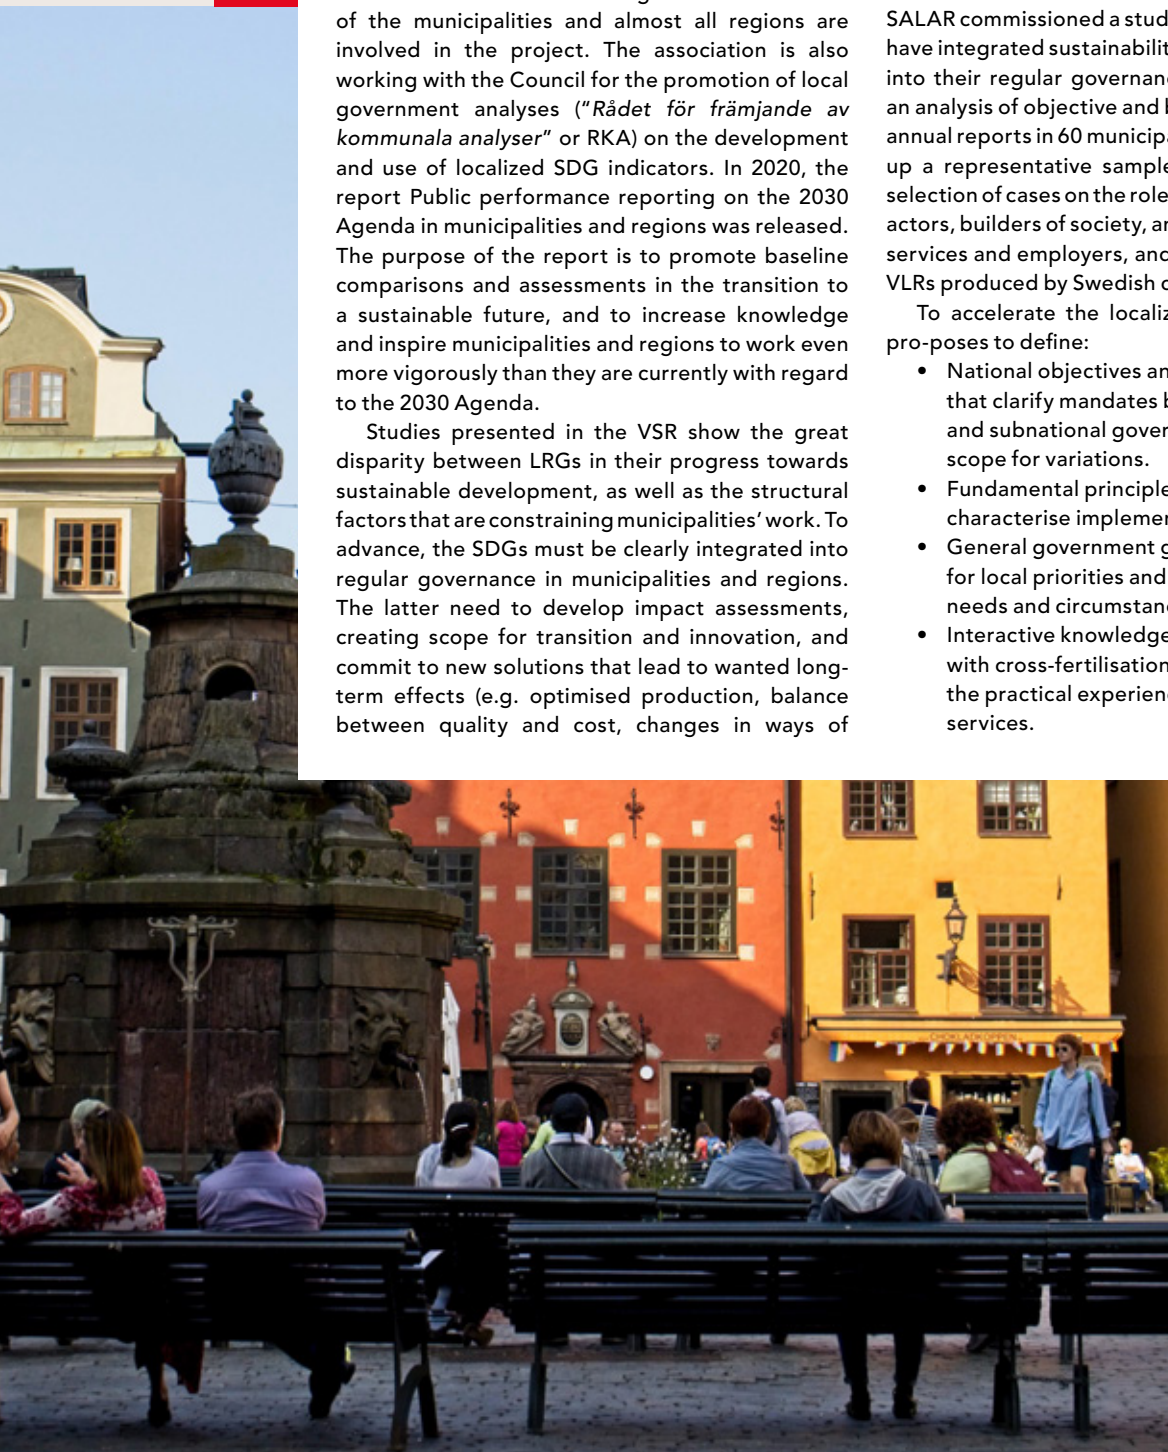 of the municipalities and almost all regions are
involved in the project. The association is also
working with the Council for the promotion of local
government analyses (“Rådet för främjande av
kommunala analyser” or RKA) on the development
and use of localized SDG indicators. In 2020, the
report Public performance reporting on the 2030
Agenda in municipalities and regions was released.
The purpose of the report is to promote baseline
comparisons and assessments in the transition to
a sustainable future, and to increase knowledge
and inspire municipalities and regions to work even
more vigorously than they are currently with regard
to the 2030 Agenda.
Studies presented in the VSR show the great
disparity between LRGs in their progress towards
sustainable development, as well as the structural
factors that are constraining municipalities’ work. To
advance, the SDGs must be clearly integrated into
regular governance in municipalities and regions.
The latter need to develop impact assessments,
creating scope for transition and innovation, and
commit to new solutions that lead to wanted long-
term effects (e.g. optimised production, balance
between quality and cost, changes in ways of
SALAR commissioned a stud
have integrated sustainabilit
into their regular governanc
an analysis of objective and b
annual reports in 60 municipa
up a representative sample
selection of cases on the role
actors, builders of society, an
services and employers, and
VLRs produced by Swedish c
To accelerate the localiz
pro-poses to define:
• National objectives an
that clarify mandates b
and subnational gover
scope for variations.
• Fundamental principle
characterise implemen
• General government g
for local priorities and
needs and circumstanc
• Interactive knowledge
with cross-fertilisation
the practical experienc
services.
CHOKLADKOPPEN